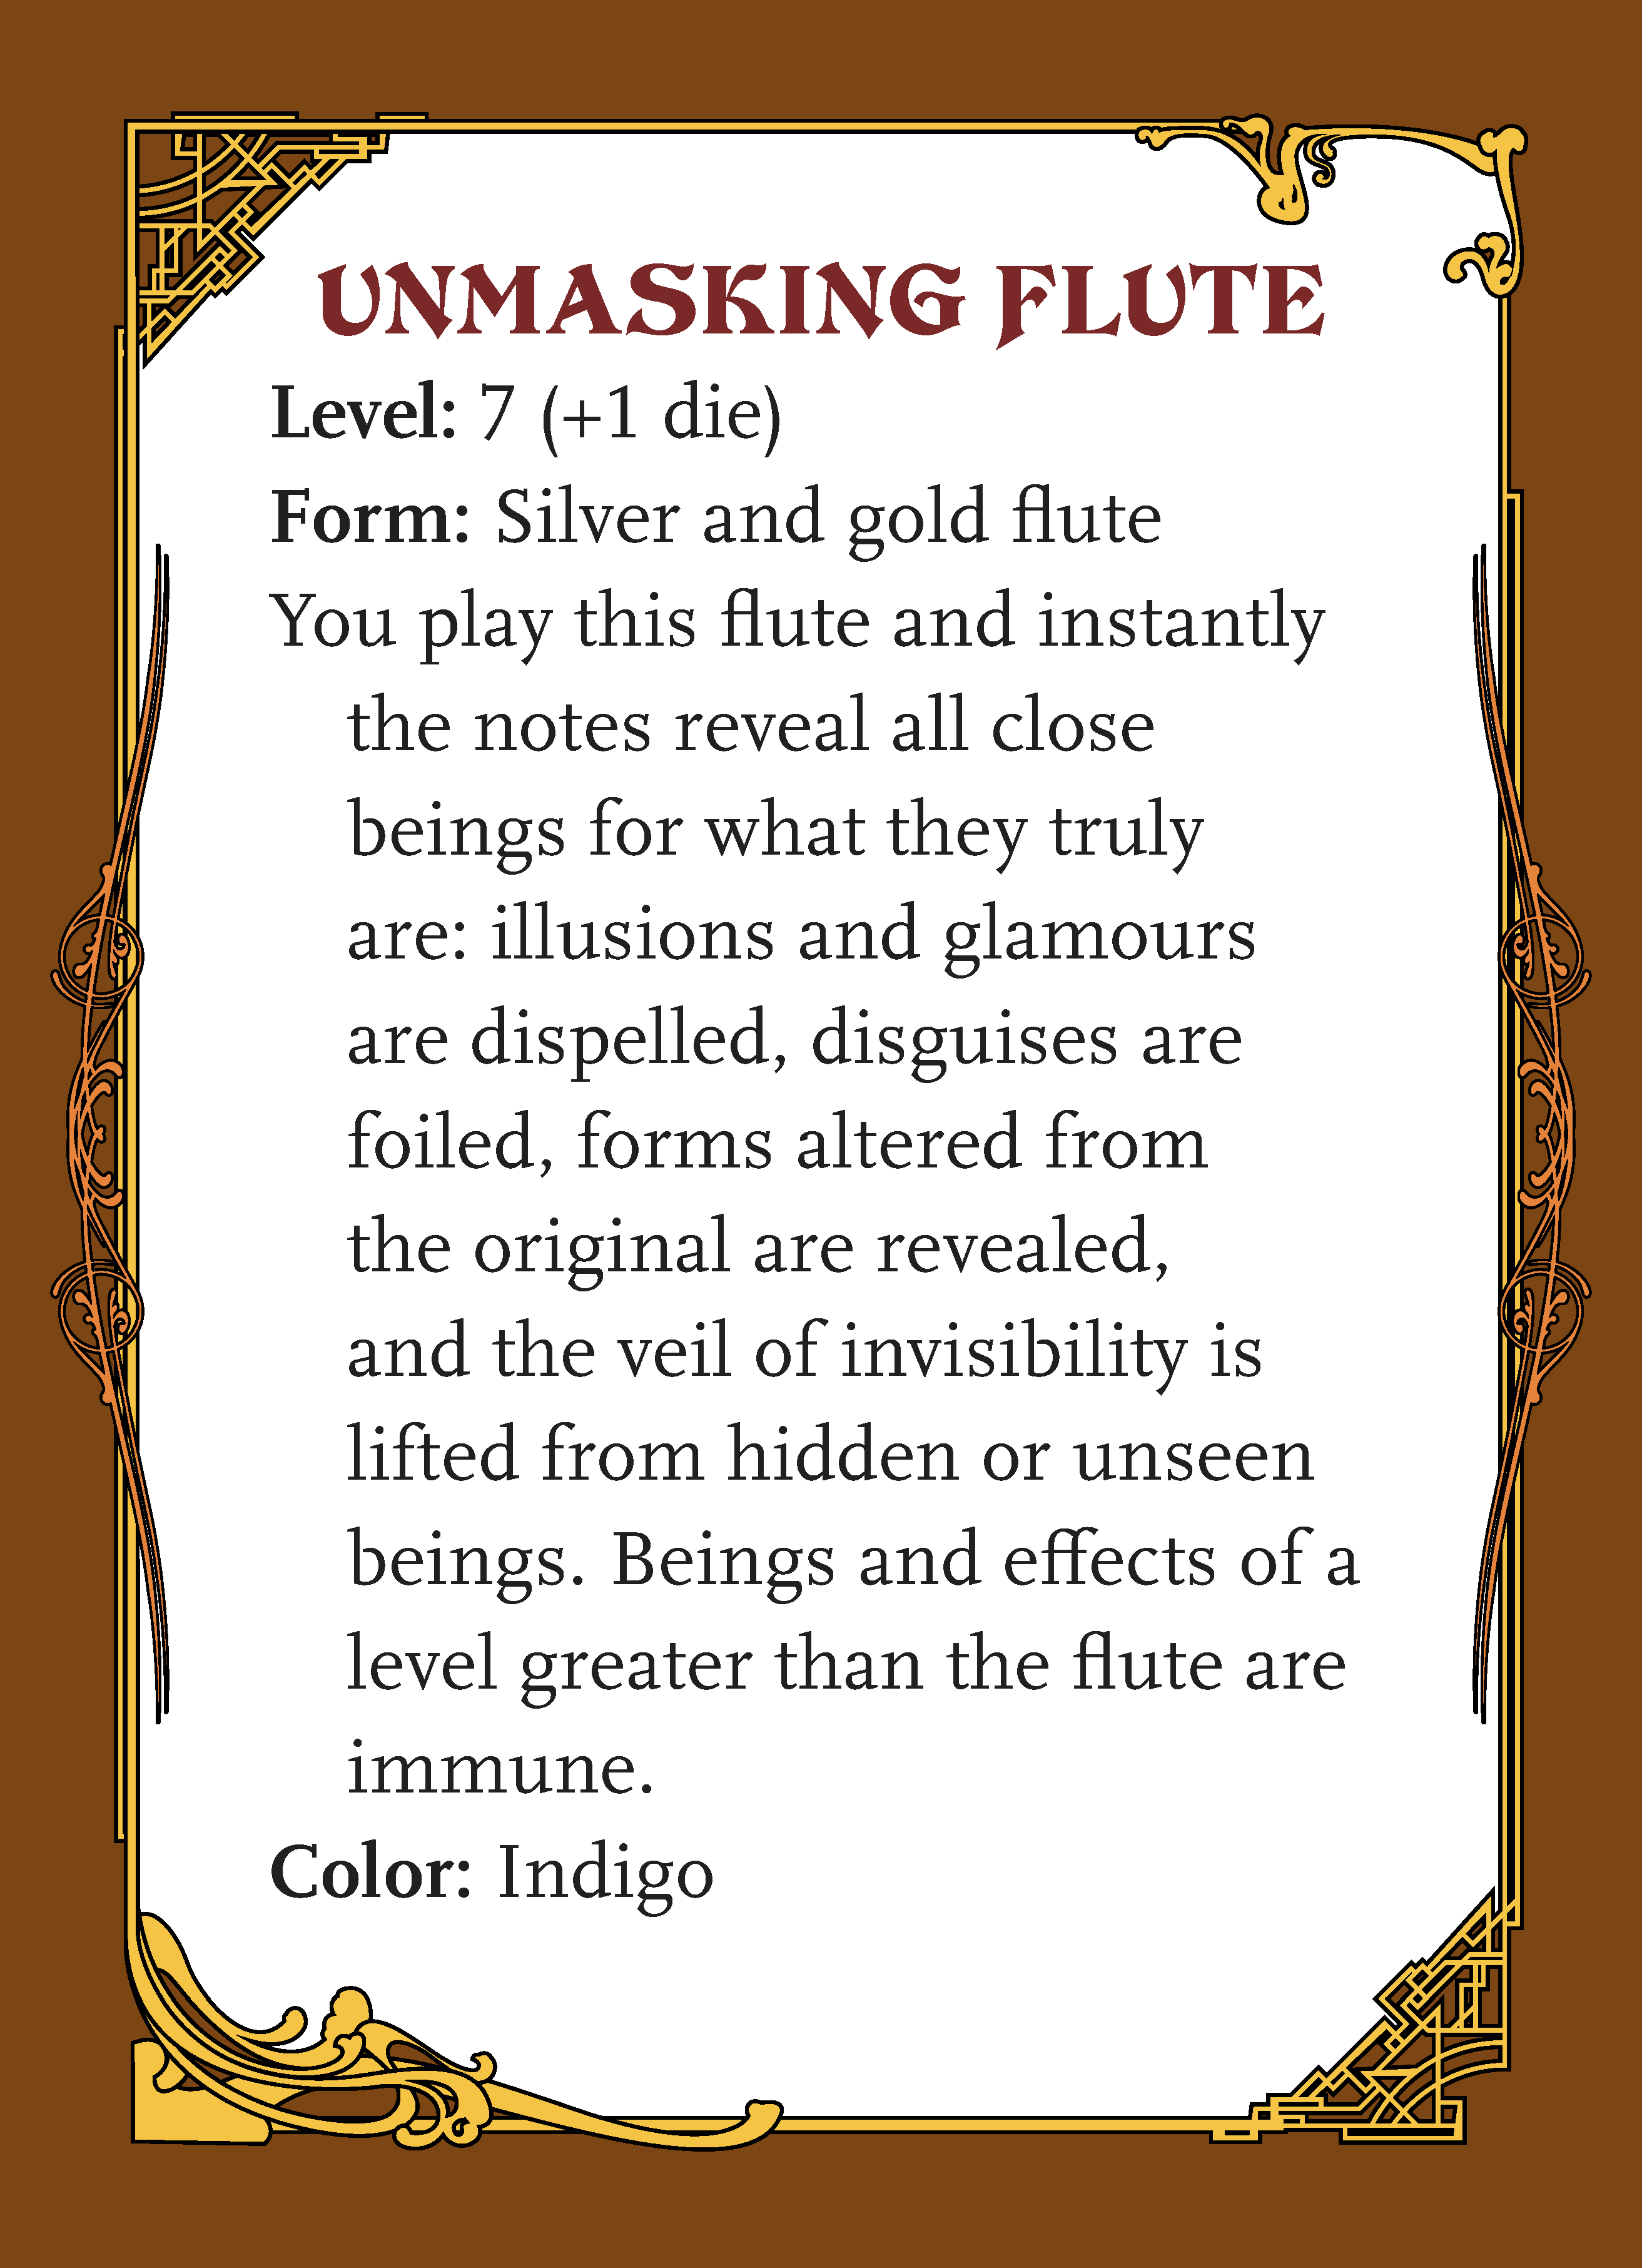 UNMASKING FLUTE
Level: 7 (+1 die)
Form: Silver and gold flute
You play this flute and instantly
the notes reveal all close
beings for what they truly
are: illusions and glamours
are dispelled, disguises are
foiled, forms altered from
the original are revealed,
and the veil of invisibility is
lifted from hidden or unseen
beings. Beings and effects of a
level greater than the flute are
immune.
Color: Indigo